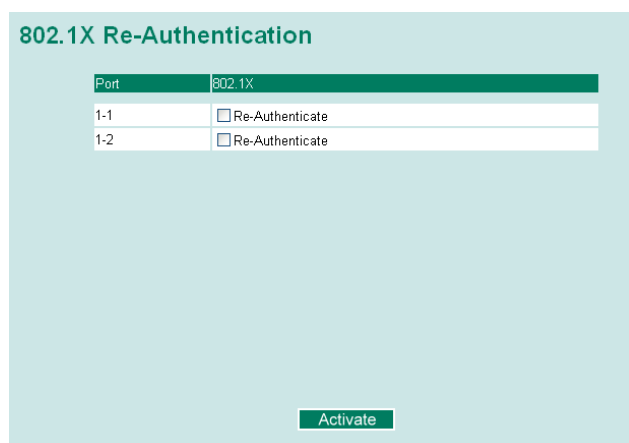 802.1X Re-Authentication
Port 802.1X
1-1 Re-Authenticate
1-2 Re-Authenticate
Activate